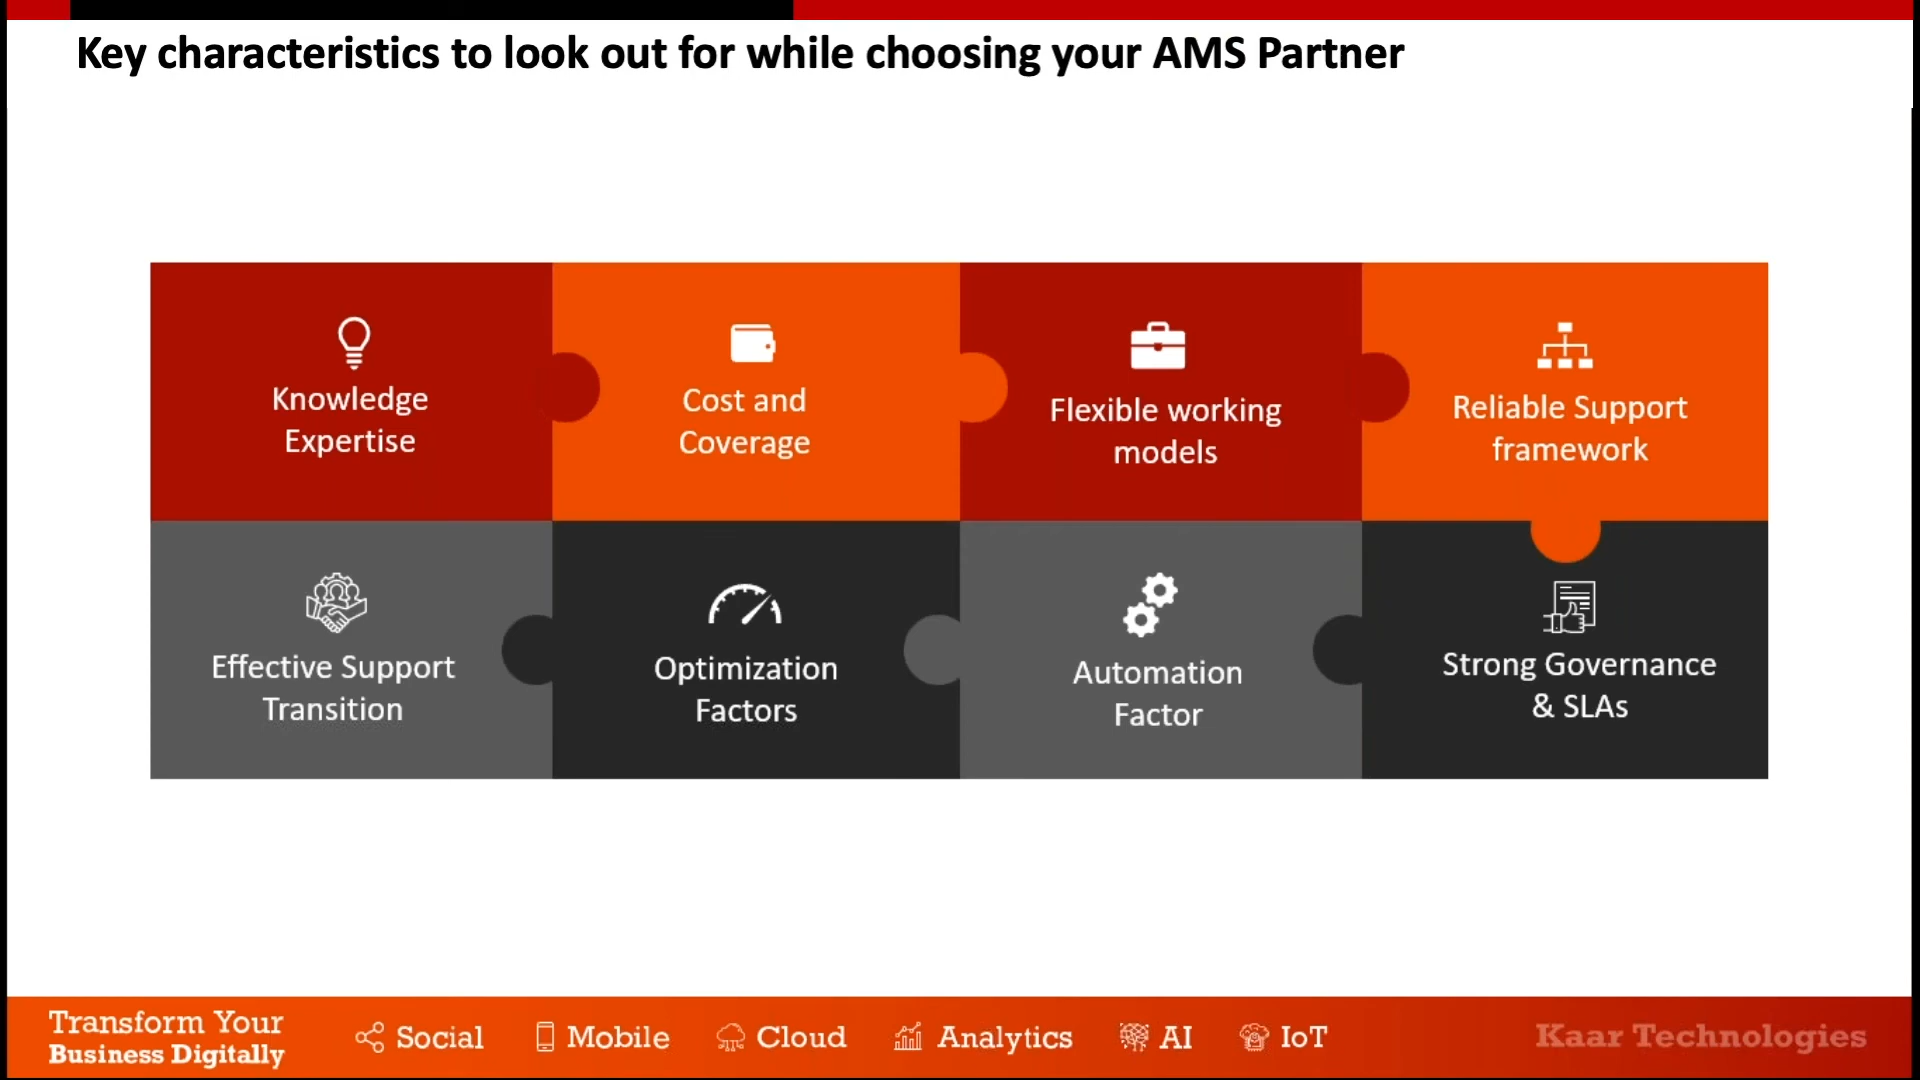 Key characteristics to look out for while choosing your AMS Partner
Knowledge
Expertise
Cost and
Coverage
Flexible working
models
Reliable Support
framework
Effective Support
Transition
Optimization
Factors
Automation
Factor
Strong Governance
& SLAs
Transform Your
Business Digitally
Social
Mobile
Cloud
Analytics
AI
IoT
Kaar Technologies